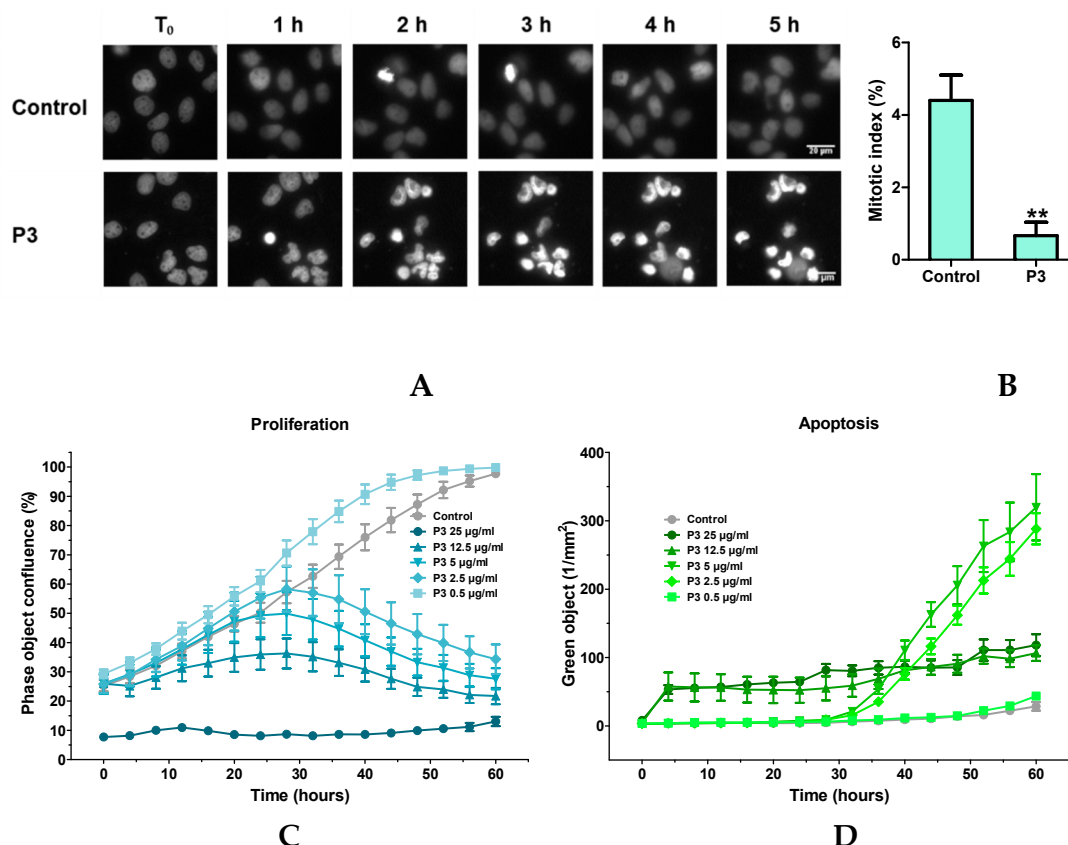 T0 1 h 2 h 3 h 4 h 5 h
Control
20 µm
P3
µm
B
Mitotic index (%)
6
4
2
0
**
Control P3
A
B
Proliferation
Phase object confluence (%)
100
90
80
70
60
50
40
30
20
10
0
Control
P3 25 µg/ml
P3 12.5 µg/ml
P3 5 µg/ml
P3 2.5 µg/ml
P3 0.5 µg/ml
0 10 20 30 40 50 60
Time (hours)
C
Apoptosis
Green object (1/mm²)
400
300
200
100
0
Control
P3 25 µg/ml
P3 12.5 µg/ml
P3 5 µg/ml
P3 2.5 µg/ml
P3 0.5 µg/ml
0 10 20 30 40 50 60
Time (hours)
D